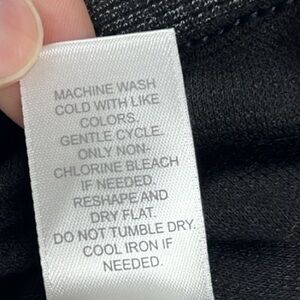 MACHINE WASH
COLD WITH LIKE
COLORS.
GENTLE CYCLE.
ONLY NON-
CHLORINE BLEACH
IF NEEDED.
RESHAPE AND
DRY FLAT.
DO NOT TUMBLE DRY.
COOL IRON IF
NEEDED.